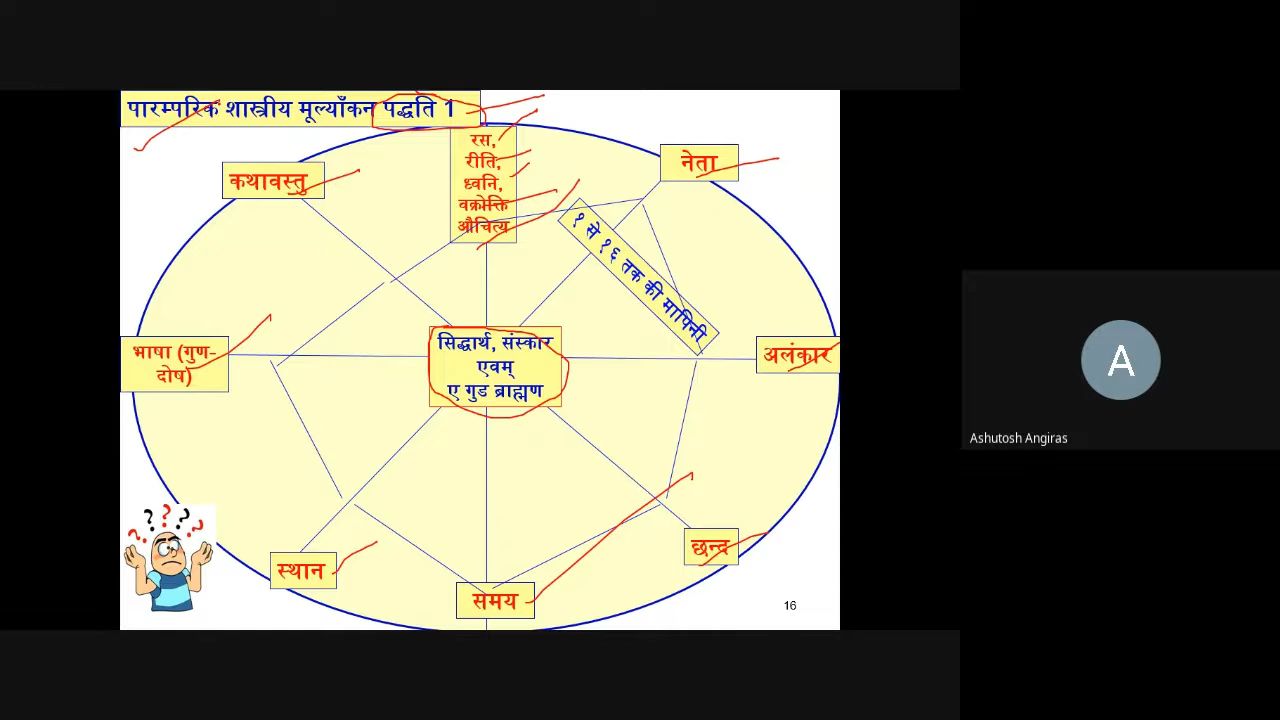 पारम्परिक शास्त्रीय मूल्याँकन पद्धति 1
रस,
रीति,
ध्वनि,
वक्रोक्ति
औचित्य
नेता
कथावस्तु
१ से १६ तक की मापिनी
भाषा (गुण-
दोष)
सिद्धार्थ, संस्कार
एवम्
ए गुड ब्राह्मण
अलंकार
स्थान
समय
छन्द
16
? ? ? ? ?
A
Ashutosh Angiras